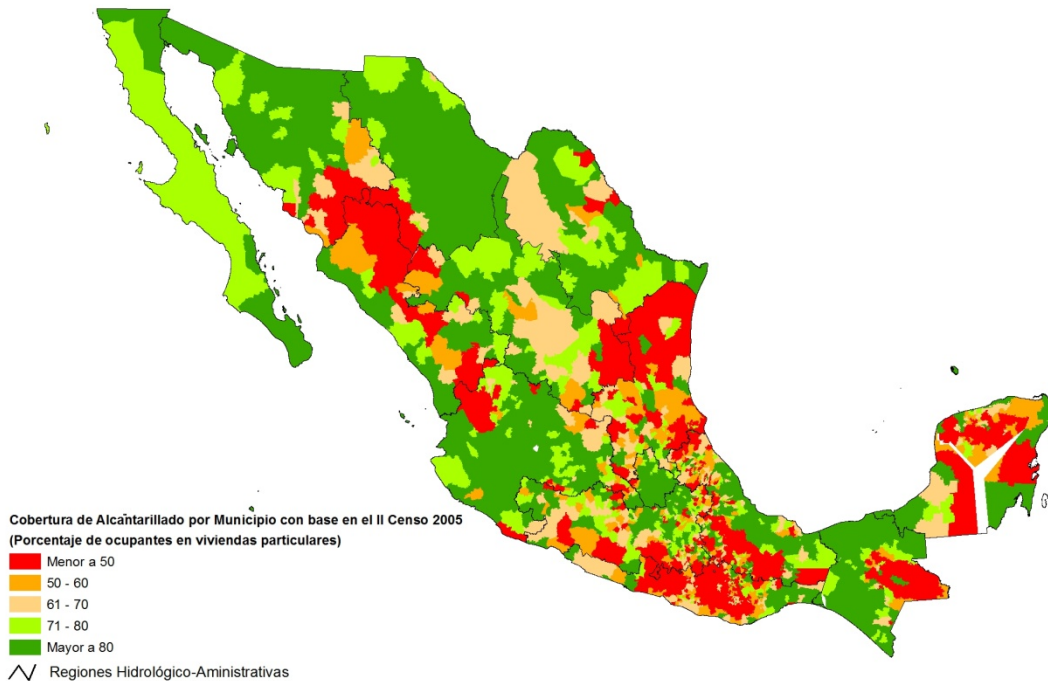 Cobertura de Alcantarillado por Municipio con base en el II Censo 2005
(Porcentaje de ocupantes en viviendas particulares)
Menor a 50
50 - 60
61 - 70
71 - 80
Mayor a 80
Regiones Hidrológico-Aministrativas